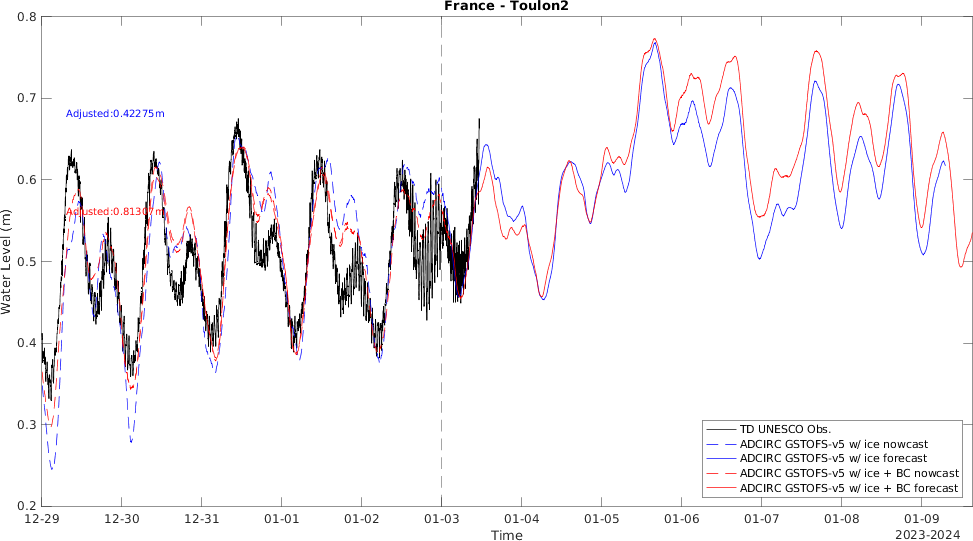 France - Toulon2
0.8
0.7
0.6
0.5
0.4
0.3
0.2
Water Level (m)
Adjusted:0.42275m
Adjusted:0.81307m
TD UNESCO Obs.
ADCIRC GSTOFS-v5 w/ ice nowcast
ADCIRC GSTOFS-v5 w/ ice forecast
ADCIRC GSTOFS-v5 w/ ice + BC nowcast
ADCIRC GSTOFS-v5 w/ ice + BC forecast
12-29 12-30 12-31 01-01 01-02 01-03 01-04 01-05 01-06 01-07 01-08 01-09
Time
2023-2024